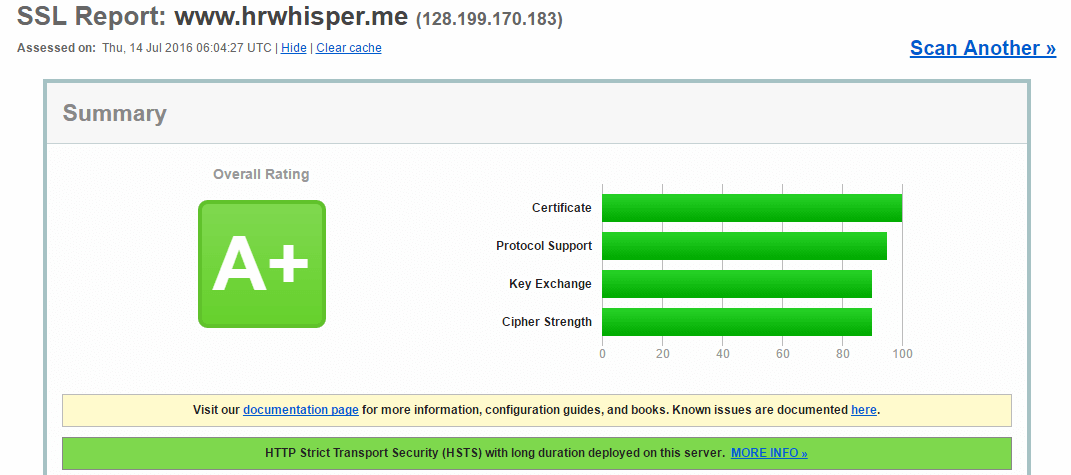 SSL Report: www.hrwhisper.me (128.199.170.183)
Assessed on: Thu, 14 Jul 2016 06:04:27 UTC | Hide | Clear cache
Scan Another »
Summary
Overall Rating
A+
Certificate
Protocol Support
Key Exchange
Cipher Strength
0 20 40 60 80 100
Visit our documentation page for more information, configuration guides, and books. Known issues are documented here.
HTTP Strict Transport Security (HSTS) with long duration deployed on this server. MORE INFO »